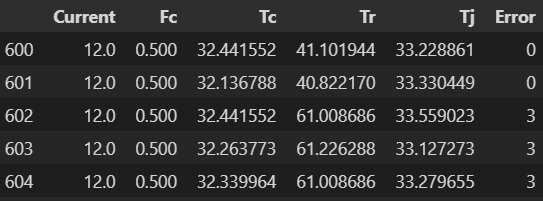 Current Fc Tc Tr Tj Error
600 12.0 0.500 32.441552 41.101944 33.228861 0
601 12.0 0.500 32.136788 40.822170 33.330449 0
602 12.0 0.500 32.441552 61.008686 33.559023 3
603 12.0 0.500 32.263773 61.226288 33.127273 3
604 12.0 0.500 32.339964 61.008686 33.279655 3